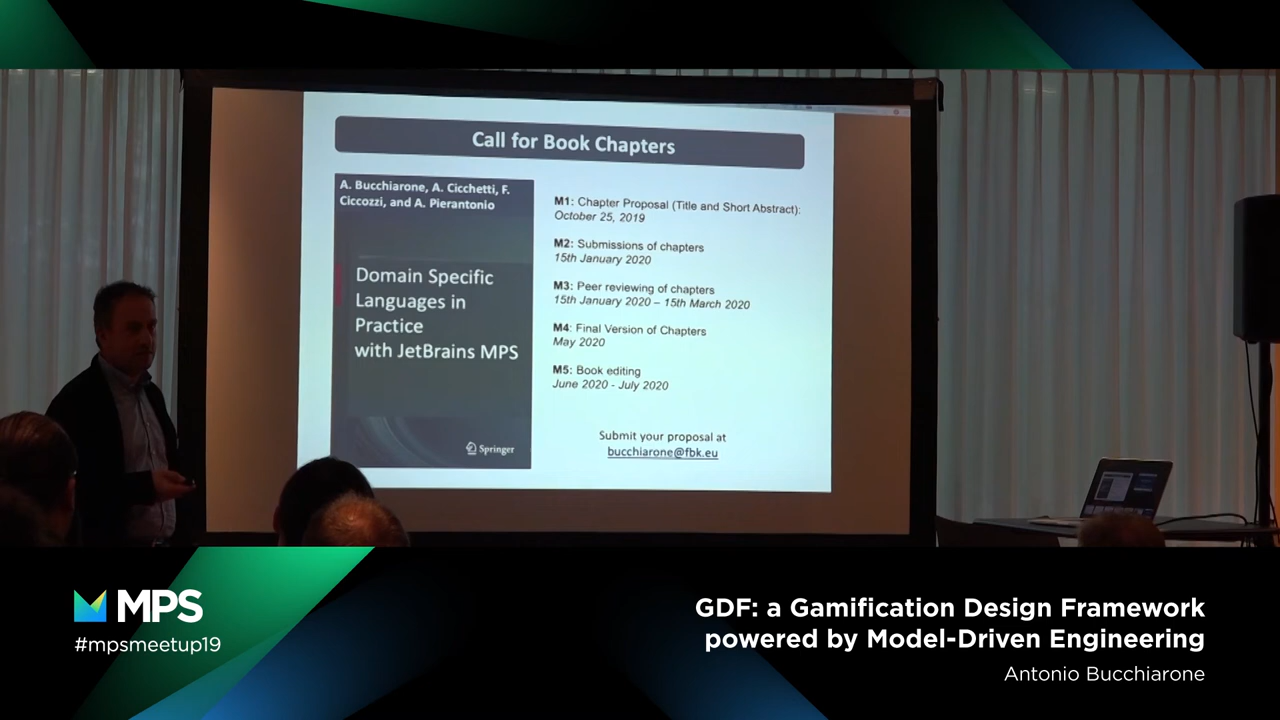 Call for Book Chapters
A. Bucchiarone, A. Cicchetti, F.
Ciccozzi, and A. Pierantonio
Domain Specific
Languages in
Practice
with JetBrains MPS
Springer
M1: Chapter Proposal (Title and Short Abstract):
October 25, 2019
M2: Submissions of chapters
15th January 2020
M3: Peer reviewing of chapters
15th January 2020 – 15th March 2020
M4: Final Version of Chapters
May 2020
M5: Book editing
June 2020 - July 2020
Submit your proposal at
bucchiarone@fbk.eu
MPS
#mpsmeetup19
GDF: a Gamification Design Framework
powered by Model-Driven Engineering
Antonio Bucchiarone